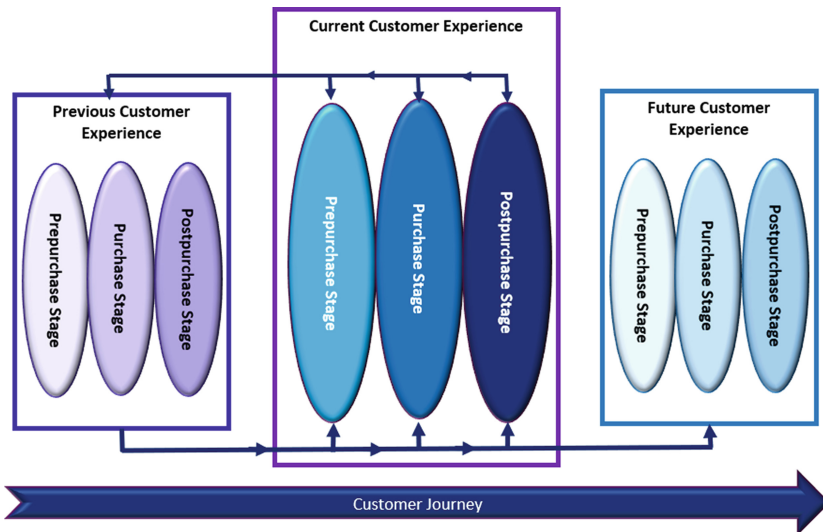 Current Customer Experience
Previous Customer
Experience
Prepurchase Stage
Purchase Stage
Postpurchase Stage
Prepurchase Stage
Purchase Stage
Postpurchase Stage
Future Customer
Experience
Prepurchase Stage
Purchase Stage
Postpurchase Stage
Customer Journey